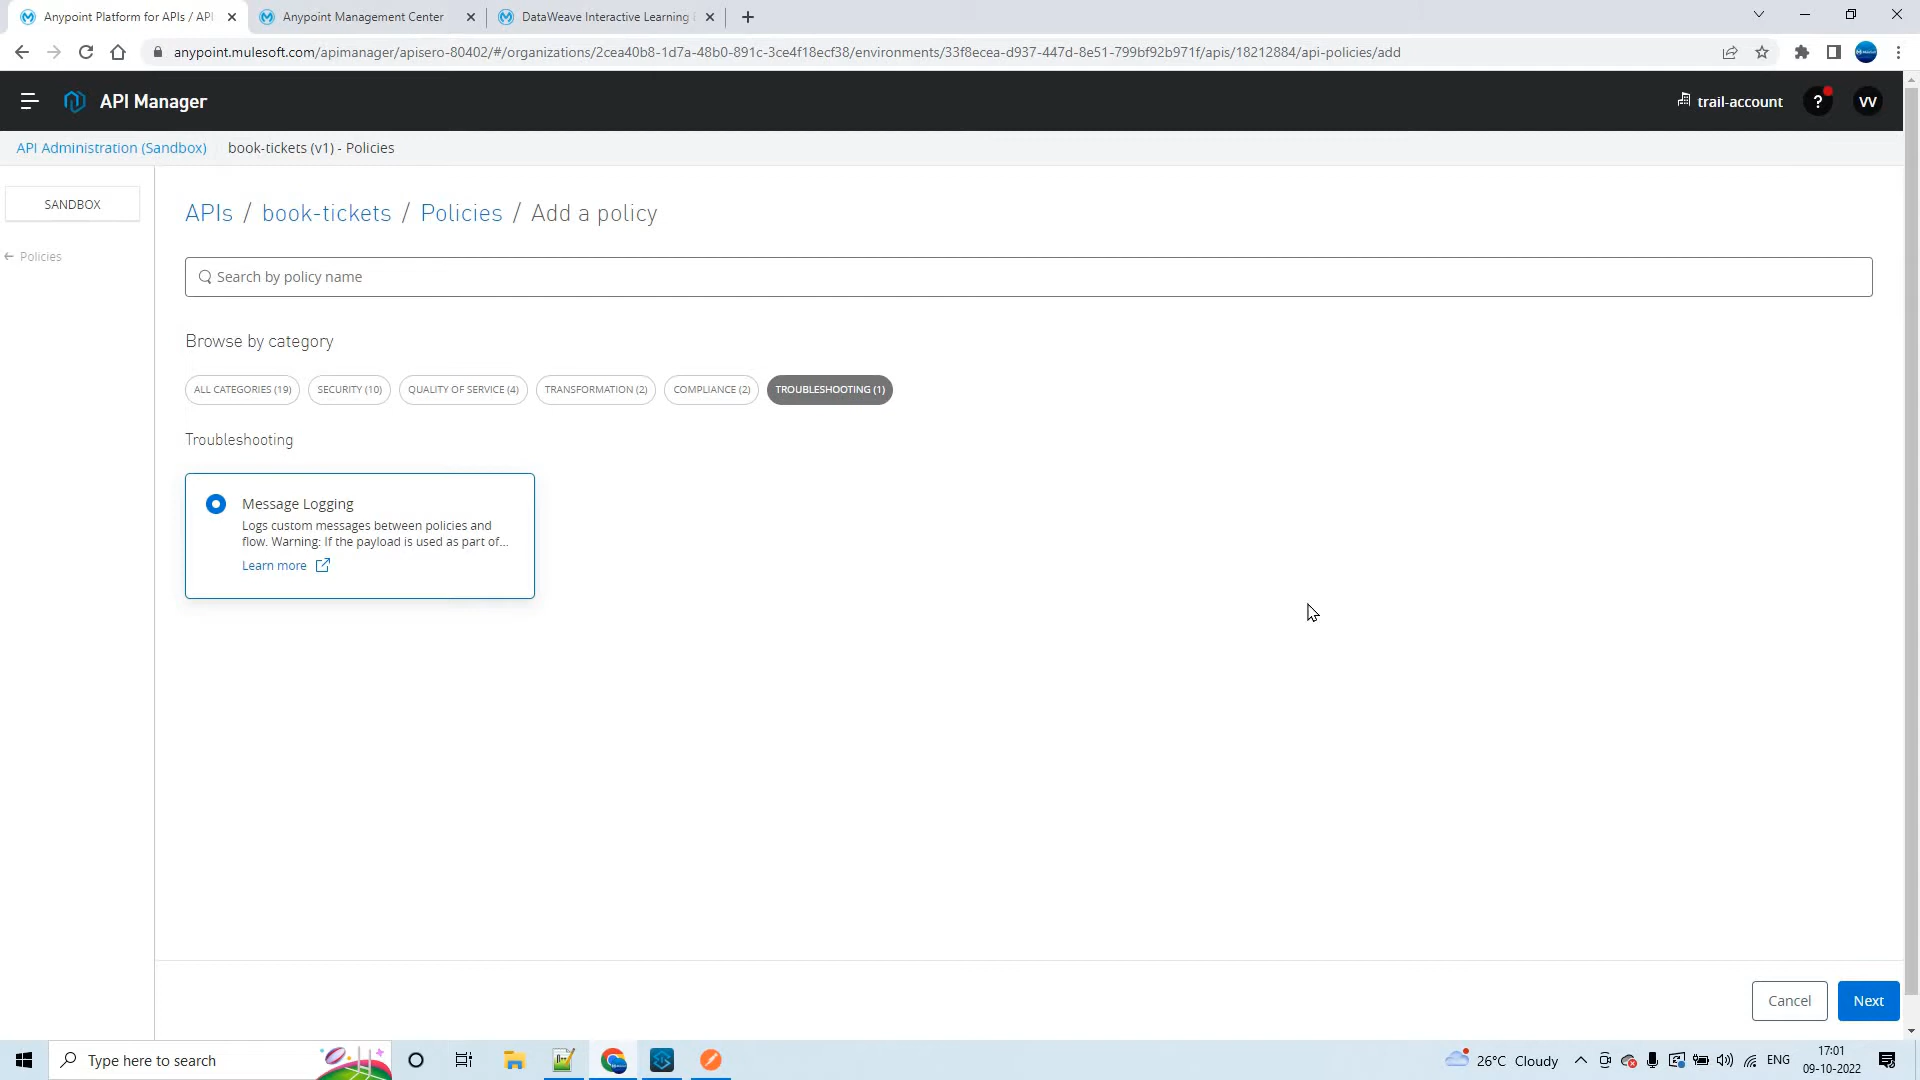 Anypoint Platform for APIs / API
Anypoint Management Center
DataWeave Interactive Learning
anypoint.mulesoft.com/apimanager/apisero-80402/#/organizations/2cea40b8-1d7a-48b0-891c-3ce4f18ecf38/environments/33f8ecea-d937-447d-8e51-799bf92b971f/apis/18212884/api-policies/add
API Manager
trail-account
?
VV
API Administration (Sandbox)
book-tickets (v1) - Policies
SANDBOX
Policies
APIs / book-tickets / Policies / Add a policy
Search by policy name
Browse by category
ALL CATEGORIES (19)
SECURITY (10)
QUALITY OF SERVICE (4)
TRANSFORMATION (2)
COMPLIANCE (2)
TROUBLESHOOTING (1)
Troubleshooting
Message Logging
Logs custom messages between policies and
flow. Warning: If the payload is used as part of...
Learn more
Cancel
Next
Type here to search
26°C Cloudy
ENG
17:01
09-10-2022